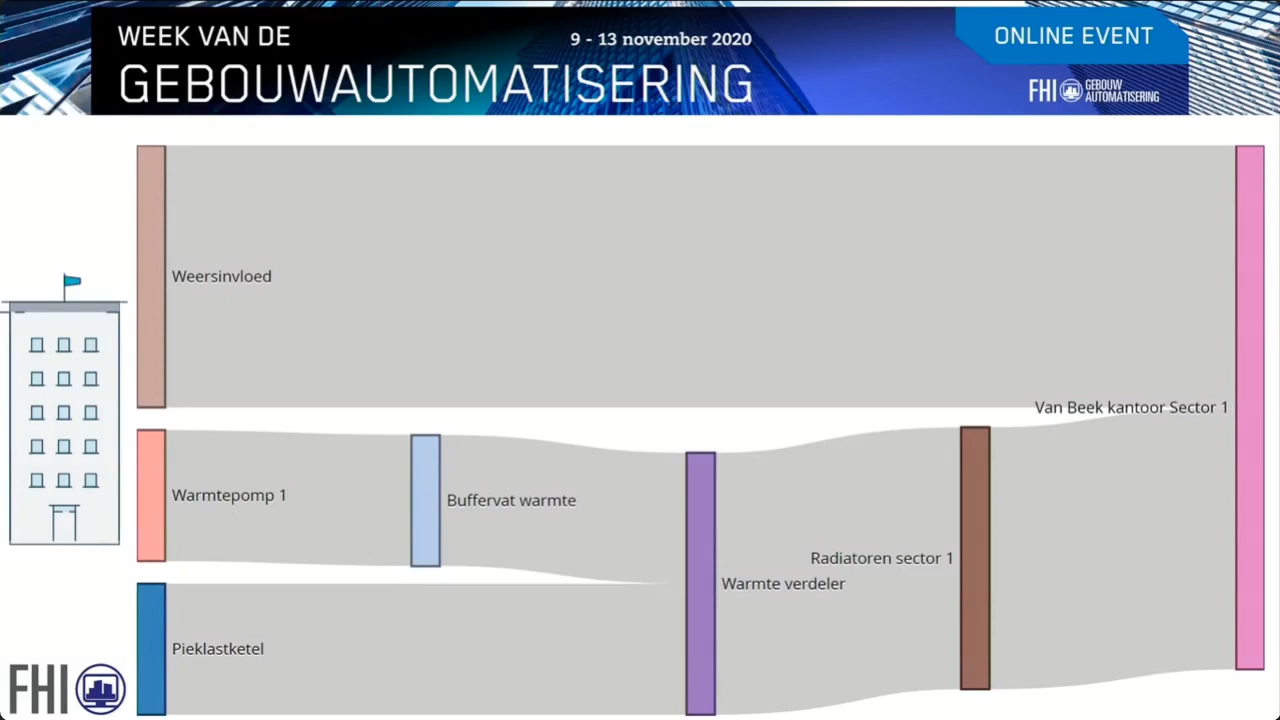 WEEK VAN DE
9 - 13 november 2020
ONLINE EVENT
GEBOUWAUTOMATISERING
FHI GEBOUW
AUTOMATISERING
Weersinvloed
Van Beek kantoor Sector 1
Warmtepomp 1
Buffervat warmte
Radiatoren sector 1
Warmte verdeler
Pieklastketel
FHI